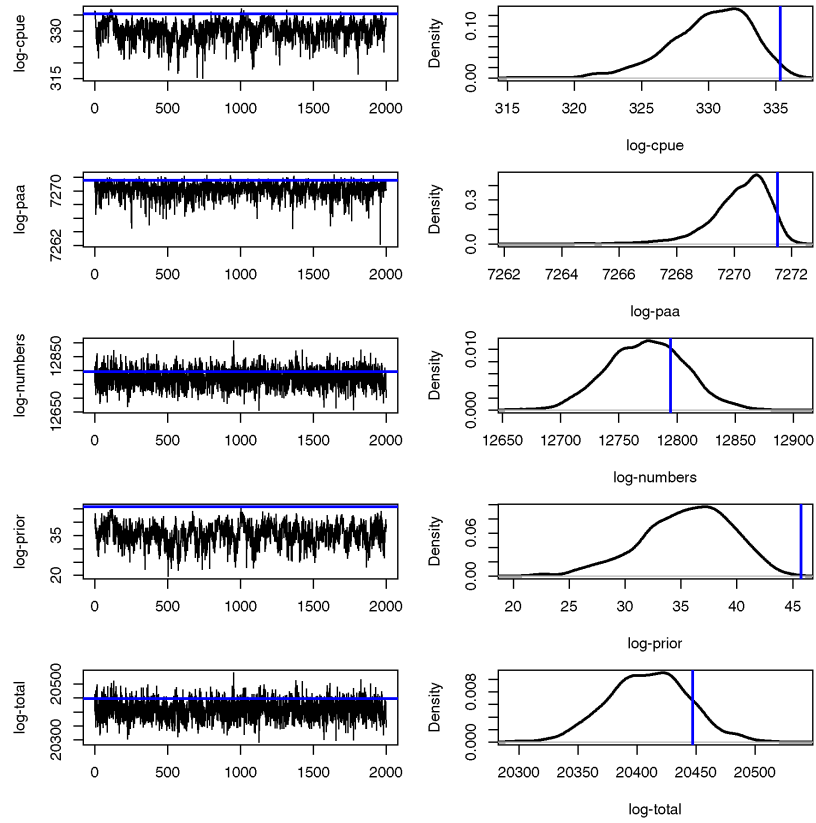 log-cpue
315 330
0 500 1000 1500 2000
Density
0.00 0.10
315 320 325 330 335
log-cpue
log-paa
7262 7270
0 500 1000 1500 2000
Density
0.0 0.3
7262 7264 7266 7268 7270 7272
log-paa
log-numbers
12650 12850
0 500 1000 1500 2000
Density
0.000 0.010
12650 12700 12750 12800 12850 12900
log-numbers
log-prior
20 35
0 500 1000 1500 2000
Density
0.00 0.06
20 25 30 35 40 45
log-prior
log-total
20300 20500
0 500 1000 1500 2000
Density
0.000 0.008
20300 20350 20400 20450 20500
log-total